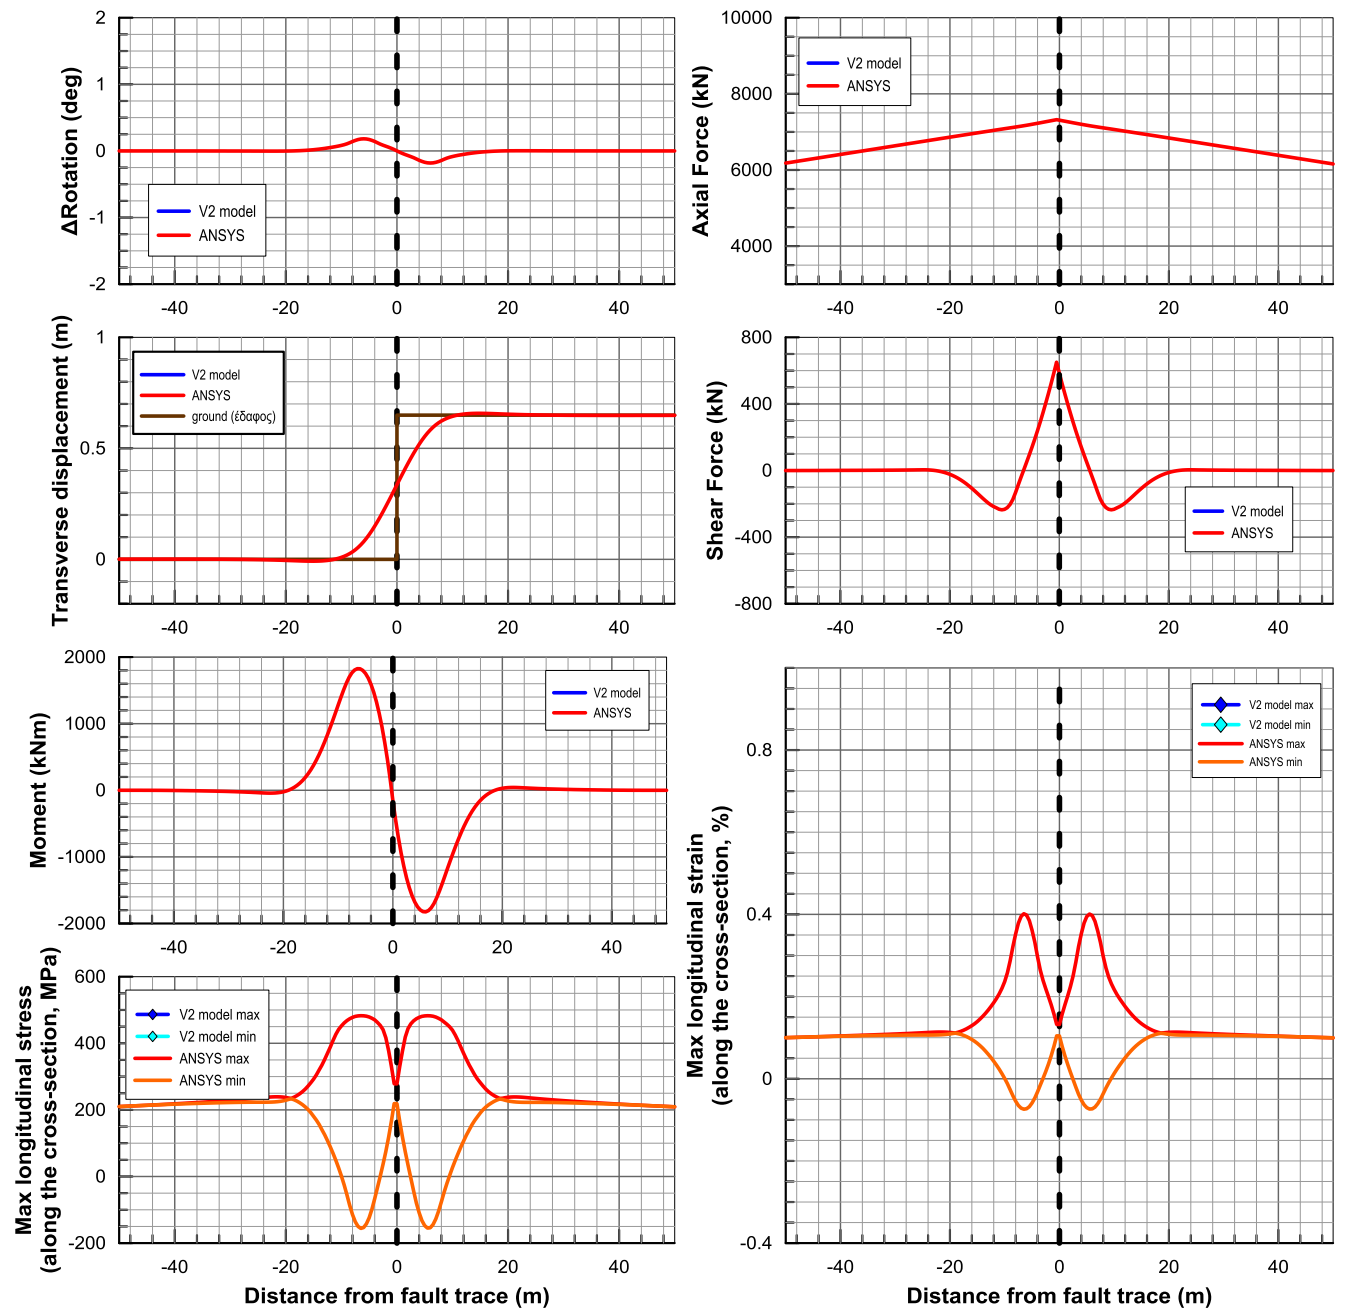 2
1
0
-1
-2
ΔRotation (deg)
V2 model
ANSYS
-40
-20
0
20
40
10000
8000
6000
4000
Axial Force (kN)
V2 model
ANSYS
-40
-20
0
20
40
1
0.5
0
Transverse displacement (m)
V2 model
ANSYS
ground (έδαφος)
-40
-20
0
20
40
800
400
0
-400
-800
Shear Force (kN)
V2 model
ANSYS
-40
-20
0
20
40
2000
1000
0
-1000
-2000
Moment (kNm)
V2 model
ANSYS
-40
-20
0
20
40
600
400
200
0
-200
Max longitudinal stress
(along the cross-section, MPa)
V2 model max
V2 model min
ANSYS max
ANSYS min
-40
-20
0
20
40
Distance from fault trace (m)
0.8
0.4
0
-0.4
Max longitudinal strain
(along the cross-section, %)
V2 model max
V2 model min
ANSYS max
ANSYS min
-40
-20
0
20
40
Distance from fault trace (m)